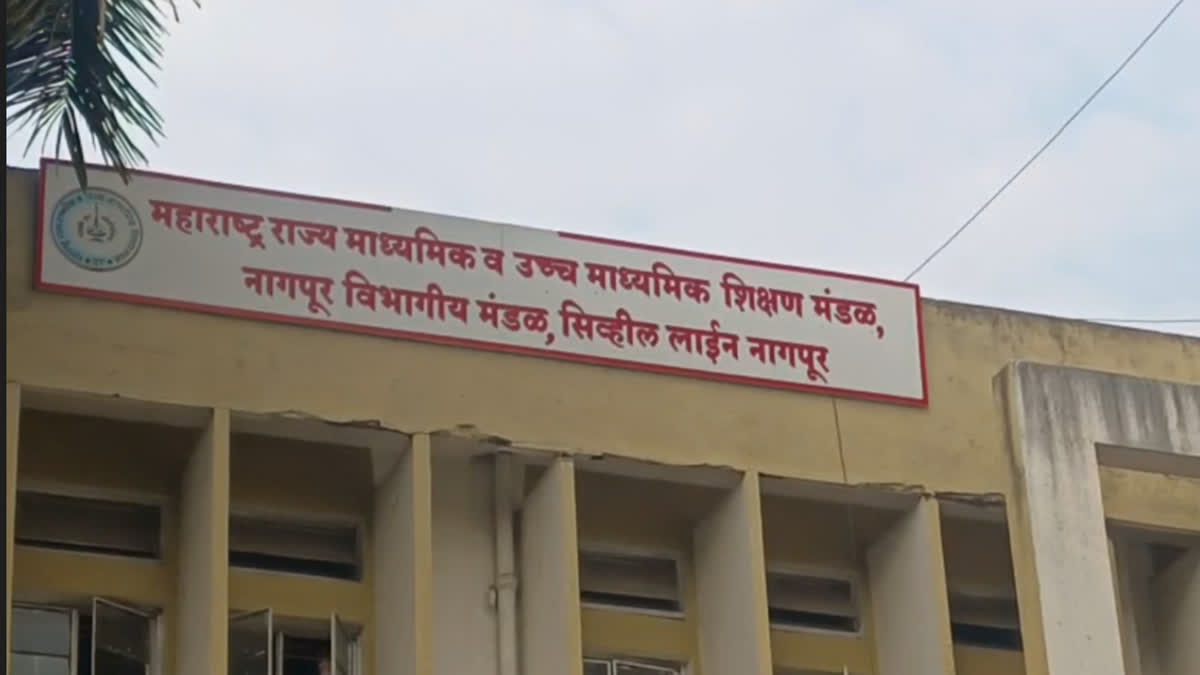 महाराष्ट्र राज्य माध्यमिक व उच्च माध्यमिक शिक्षण मंडळ,
नागपूर विभागीय मंडळ, सिव्हील लाईन नागपूर